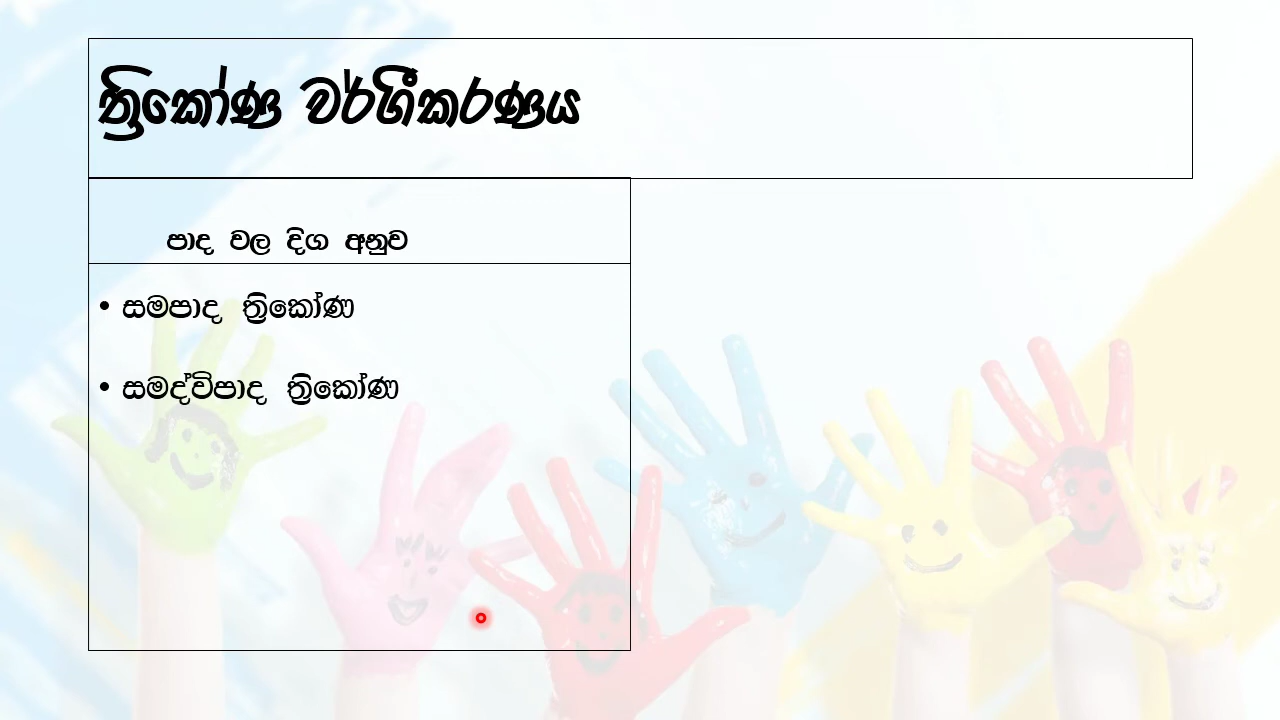 ත්‍රිකෝණ වර්ගීකරණය
පාද වල දිග අනුව
• සමපාද ත්‍රිකෝණ
• සමද්විපාද ත්‍රිකෝණ